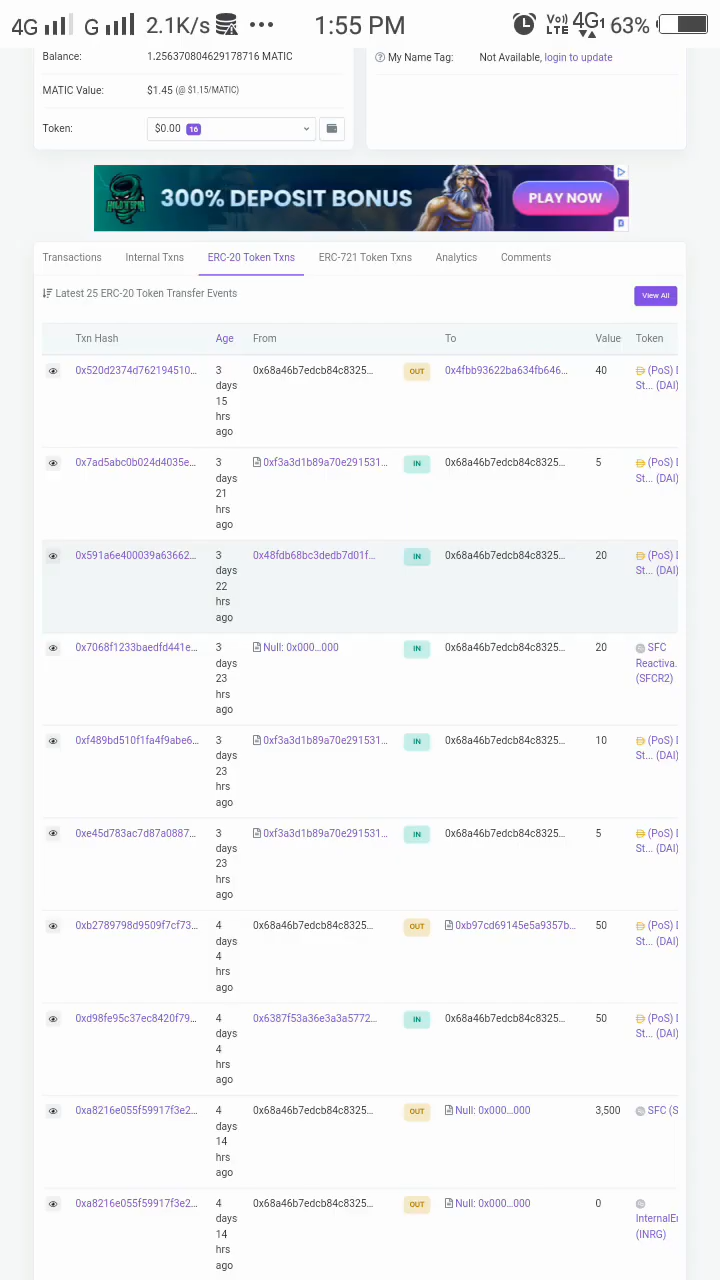 4G G 2.1K/s 1:55 PM Vo) LTE 4G 1 63%
Balance: 1.256370804629178716 MATIC
My Name Tag: Not Available, login to update
MATIC Value: $1.45 (@ $1.15/MATIC)
Token: $0.00 16
300% DEPOSIT BONUS PLAY NOW
Transactions Internal Txns ERC-20 Token Txns ERC-721 Token Txns Analytics Comments
Latest 25 ERC-20 Token Transfer Events View All
Txn Hash Age From To Value Token
0x520d2374d762194510... 3 days 15 hrs ago 0x68a46b7edcb84c8325... OUT 0x4fbb93622ba634fb646... 40 (PoS) D St... (DAI)
0x7ad5abc0b024d4035e... 3 days 21 hrs ago 0xf3a3d1b89a70e291531... IN 0x68a46b7edcb84c8325... 5 (PoS) D St... (DAI)
0x591a6e400039a63662... 3 days 22 hrs ago 0x48fdb68bc3dedb7d01f... IN 0x68a46b7edcb84c8325... 20 (PoS) D St... (DAI)
0x7068f1233baedfd441e... 3 days 23 hrs ago Null: 0x000...000 IN 0x68a46b7edcb84c8325... 20 SFC Reactiva. (SFCR2)
0xf489bd510f1fa4f9abe6... 3 days 23 hrs ago 0xf3a3d1b89a70e291531... IN 0x68a46b7edcb84c8325... 10 (PoS) D St... (DAI)
0xe45d783ac7d87a0887... 3 days 23 hrs ago 0xf3a3d1b89a70e291531... IN 0x68a46b7edcb84c8325... 5 (PoS) D St... (DAI)
0xb2789798d9509f7cf73... 4 days 4 hrs ago 0x68a46b7edcb84c8325... OUT 0xb97cd69145e5a9357b... 50 (PoS) D St... (DAI)
0xd98fe95c37ec8420f79... 4 days 4 hrs ago 0x6387f53a36e3a3a5772... IN 0x68a46b7edcb84c8325... 50 (PoS) D St... (DAI)
0xa8216e055f59917f3e2... 4 days 14 hrs ago 0x68a46b7edcb84c8325... OUT Null: 0x000...000 3,500 SFC (S
0xa8216e055f59917f3e2... 4 days 14 hrs ago 0x68a46b7edcb84c8325... OUT Null: 0x000...000 0 InternalEn (INRG)